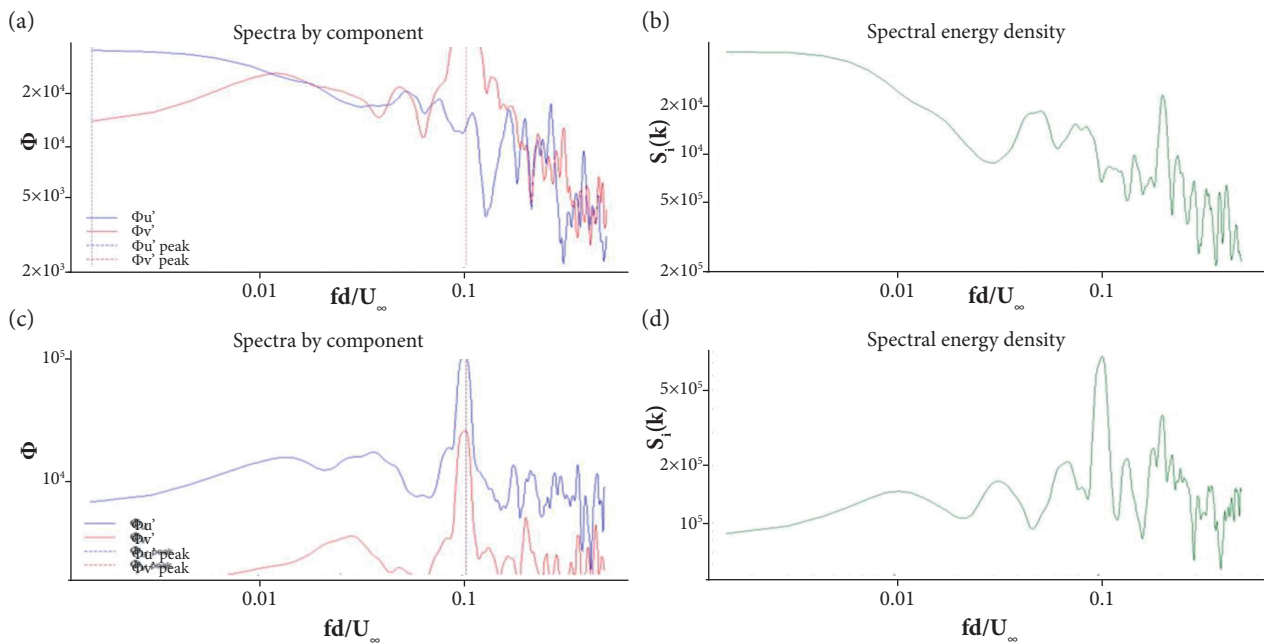 (a)
Spectra by component
2×10⁴
10⁴
5×10³
2×10³
Φ
Φu'
Φv'
Φu' peak
Φv' peak
0.01
0.1
fd/U∞
(b)
Spectral energy density
2×10⁴
10⁴
5×10⁵
2×10⁵
Sᵢ(k)
0.01
0.1
fd/U∞
(c)
Spectra by component
10⁵
10⁴
Φ
Φu'
Φv'
Φu' peak
Φv' peak
0.01
0.1
fd/U∞
(d)
Spectral energy density
5×10⁵
2×10⁵
10⁵
Sᵢ(k)
0.01
0.1
fd/U∞